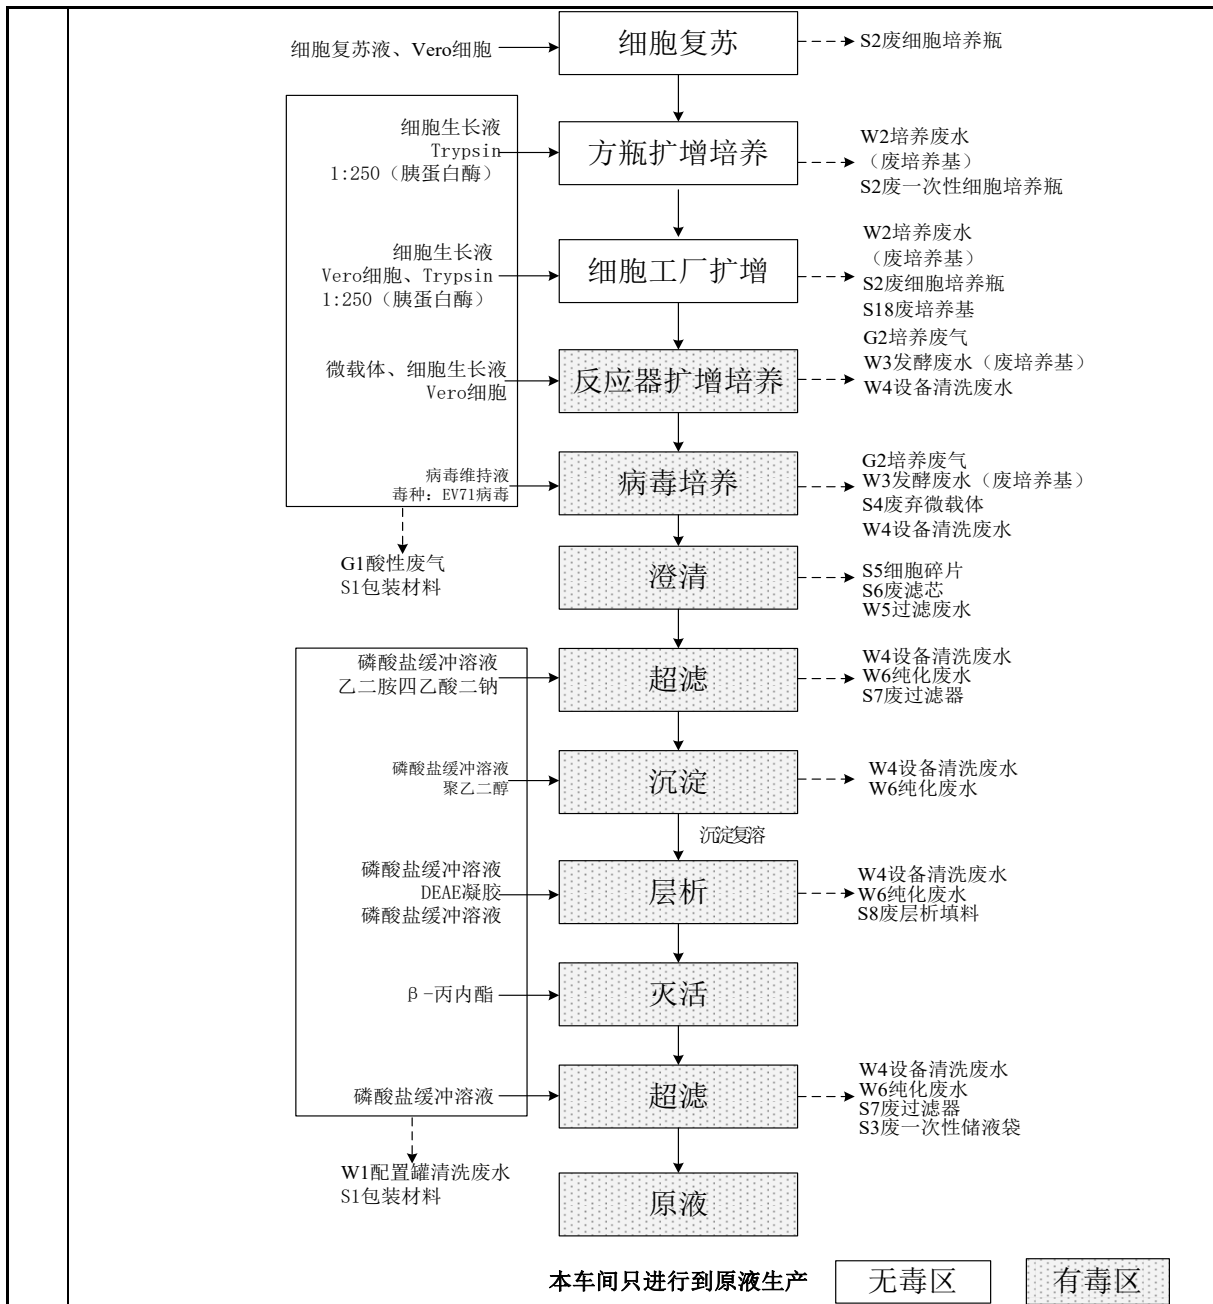 细胞复苏液、Vero细胞
细胞复苏
S2废细胞培养瓶
细胞生长液
Trypsin
1:250（胰蛋白酶）
方瓶扩增培养
W2培养废水
（废培养基）
S2废一次性细胞培养瓶
细胞生长液
Vero细胞、Trypsin
1:250（胰蛋白酶）
细胞工厂扩增
W2培养废水
（废培养基）
S2废细胞培养瓶
S18废培养基
微载体、细胞生长液
Vero细胞
反应器扩增培养
G2培养废气
W3发酵废水（废培养基）
W4设备清洗废水
病毒维持液
毒种：EV71病毒
病毒培养
G2培养废气
W3发酵废水（废培养基）
S4废弃微载体
W4设备清洗废水
G1酸性废气
S1包装材料
澄清
S5细胞碎片
S6废滤芯
W5过滤废水
磷酸盐缓冲溶液
乙二胺四乙酸二钠
超滤
W4设备清洗废水
W6纯化废水
S7废过滤器
磷酸盐缓冲溶液
聚乙二醇
沉淀
W4设备清洗废水
W6纯化废水
沉淀复溶
磷酸盐缓冲溶液
DEAE凝胶
磷酸盐缓冲溶液
层析
W4设备清洗废水
W6纯化废水
S8废层析填料
β-丙内酯
灭活
磷酸盐缓冲溶液
超滤
W4设备清洗废水
W6纯化废水
S7废过滤器
S3废一次性储液袋
W1配置罐清洗废水
S1包装材料
原液
本车间只进行到原液生产
无毒区
有毒区